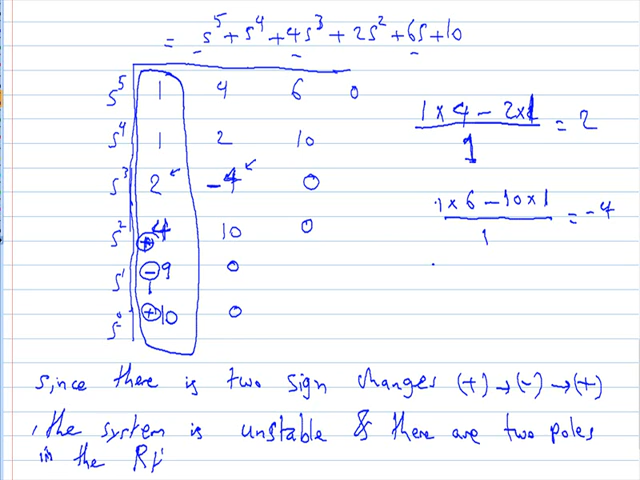 = s⁵ + s⁴ + 4s³ + 2s² + 6s + 10
s⁵ 1 4 6 0
s⁴ 1 2 10
s³ 2 -4 0
s² +4 10 0
s¹ -9 0
s⁰ +10 0
1 × 4 - 2×1 / 1 = 2
1 × 6 - 10 × 1 / 1 = -4
since there is two sign changes (+) → (-) → (+)
, the system is unstable & there are two poles
in the